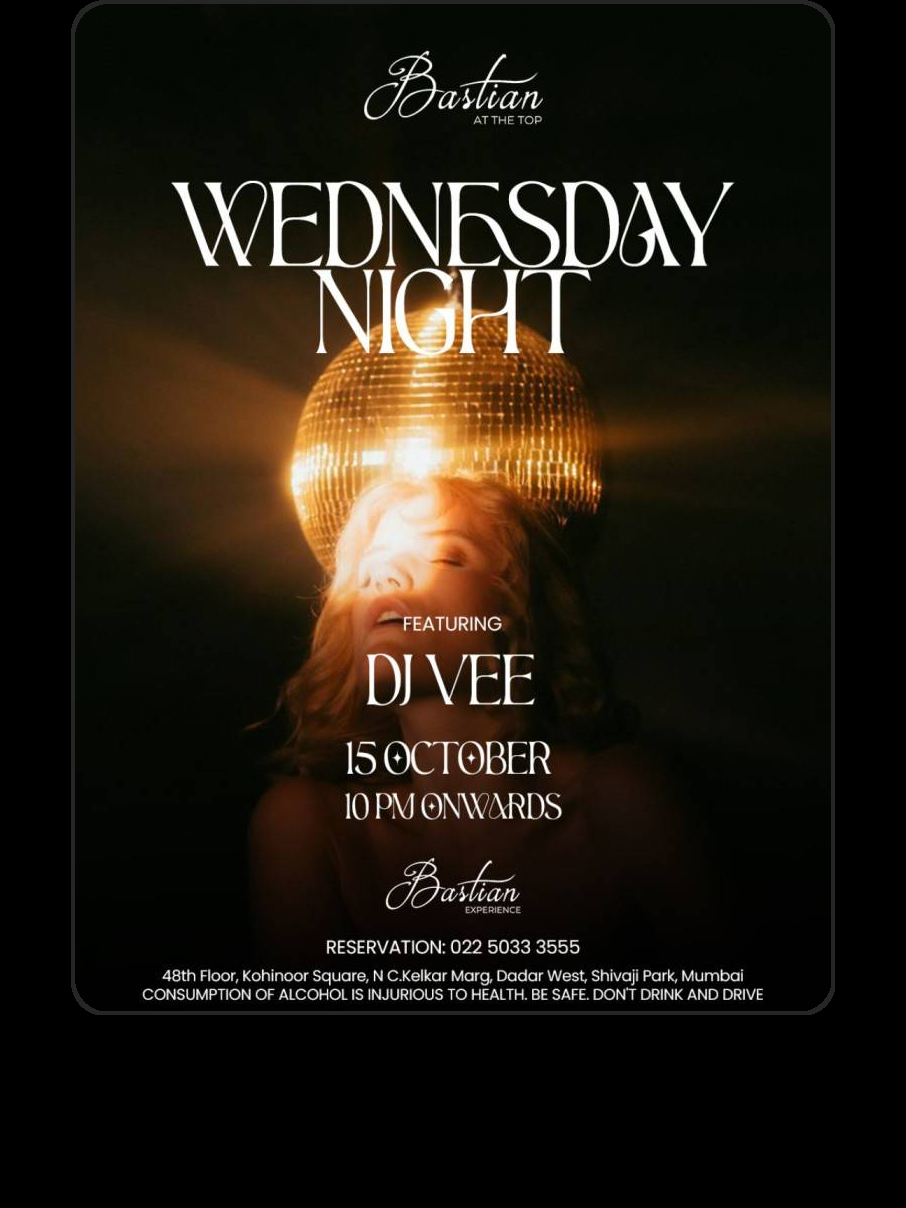 Bastian
AT THE TOP
WEDNESDAY
NIGHT
FEATURING
DJ VEE
15 OCTOBER
10 PM ONWARDS
Bastian
EXPERIENCE
RESERVATION: 022 5033 3555
48th Floor, Kohinoor Square, N C.Kelkar Marg, Dadar West, Shivaji Park, Mumbai
CONSUMPTION OF ALCOHOL IS INJURIOUS TO HEALTH. BE SAFE. DON'T DRINK AND DRIVE